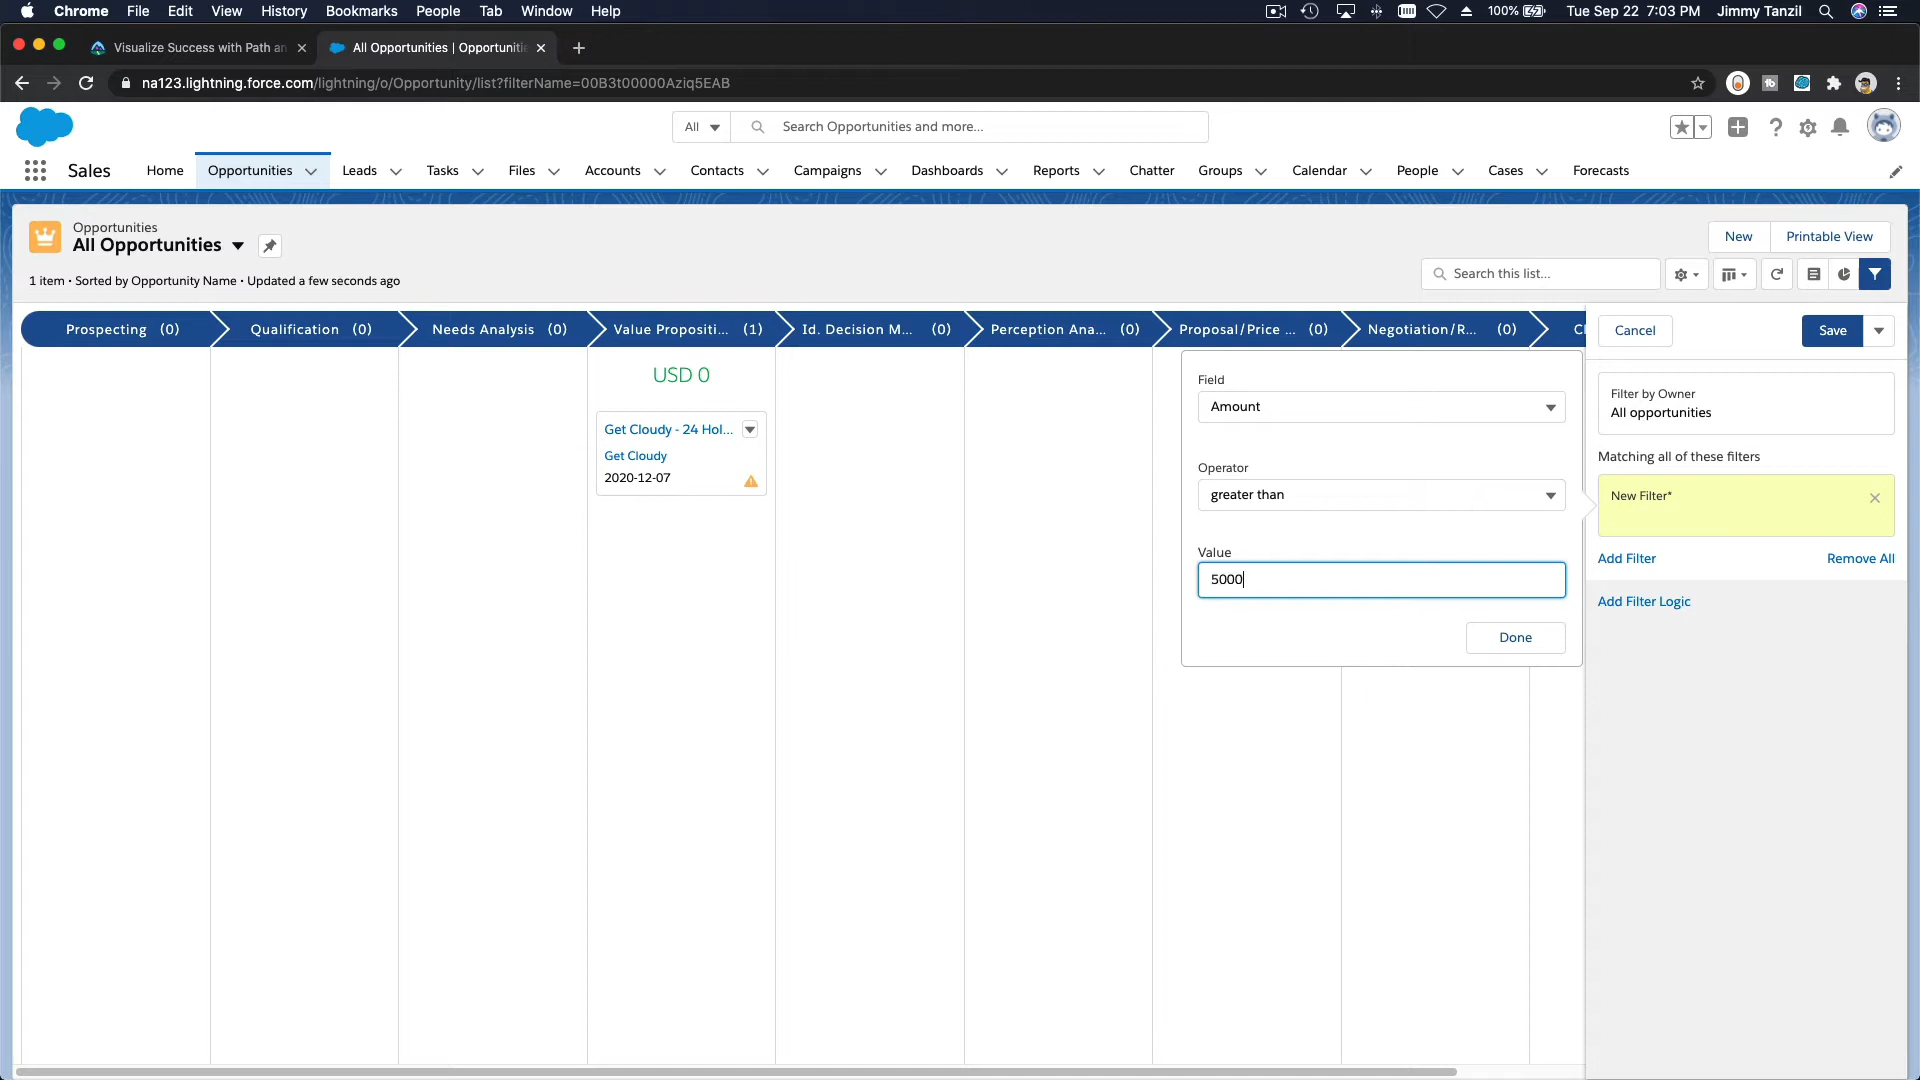 Chrome File Edit View History Bookmarks People Tab Window Help 100% Tue Sep 22 7:03 PM Jimmy Tanzil
Visualize Success with Path an All Opportunities | Opportuniti
na123.lightning.force.com/lightning/o/Opportunity/list?filterName=00B3t00000Aziq5EAB
All Search Opportunities and more...
Sales Home Opportunities Leads Tasks Files Accounts Contacts Campaigns Dashboards Reports Chatter Groups Calendar People Cases Forecasts
Opportunities
All Opportunities
New Printable View
1 item • Sorted by Opportunity Name • Updated a few seconds ago
Search this list...
Prospecting (0) Qualification (0) Needs Analysis (0) Value Propositi... (1) Id. Decision M... (0) Perception Ana... (0) Proposal/Price ... (0) Negotiation/R... (0) Cl
Cancel Save
USD 0
Get Cloudy - 24 Hol...
Get Cloudy
2020-12-07
Field
Amount
Operator
greater than
Value
5000
Done
Filter by Owner
All opportunities
Matching all of these filters
New Filter*
Add Filter Remove All
Add Filter Logic